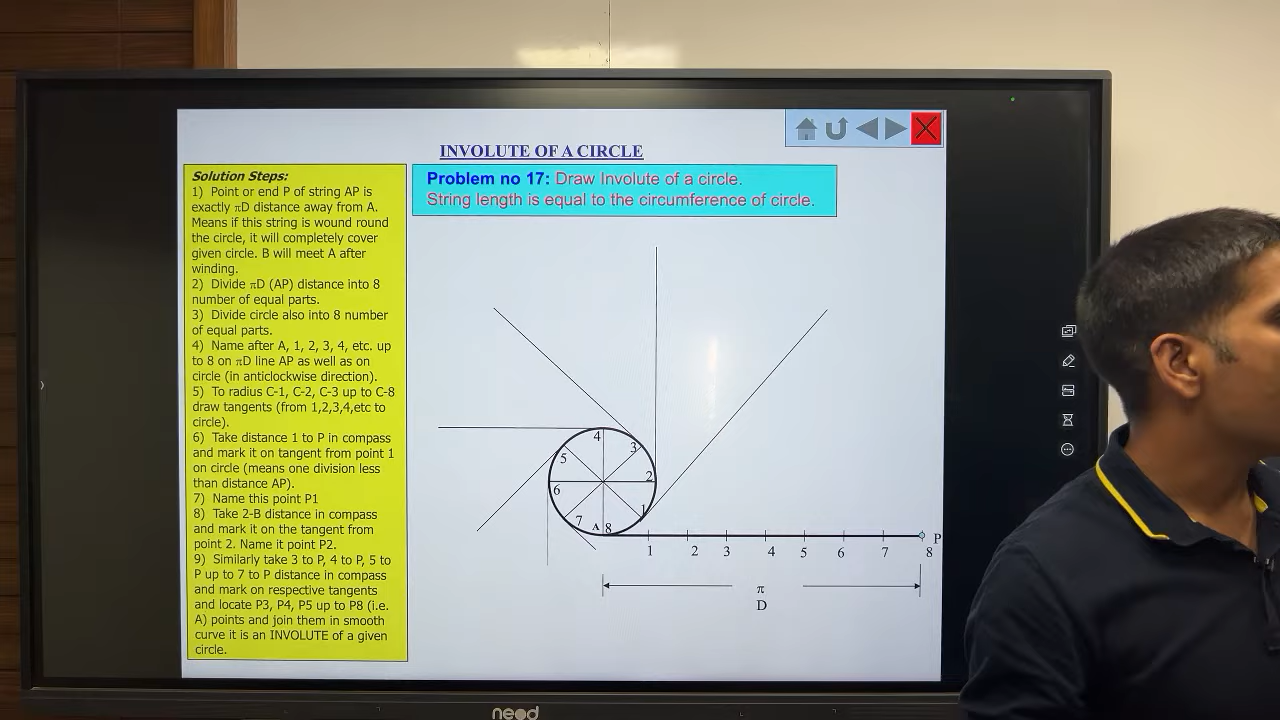 INVOLUTE OF A CIRCLE
Problem no 17: Draw Involute of a circle.
String length is equal to the circumference of circle.
Solution Steps:
1) Point or end P of string AP is
exactly πD distance away from A.
Means if this string is wound round
the circle, it will completely cover
given circle. B will meet A after
winding.
2) Divide πD (AP) distance into 8
number of equal parts.
3) Divide circle also into 8 number
of equal parts.
4) Name after A, 1, 2, 3, 4, etc. up
to 8 on πD line AP as well as on
circle (in anticlockwise direction).
5) To radius C-1, C-2, C-3 up to C-8
draw tangents (from 1,2,3,4,etc to
circle).
6) Take distance 1 to P in compass
and mark it on tangent from point 1
on circle (means one division less
than distance AP).
7) Name this point P1
8) Take 2-B distance in compass
and mark it on the tangent from
point 2. Name it point P2.
9) Similarly take 3 to P, 4 to P, 5 to
P up to 7 to P distance in compass
and mark on respective tangents
and locate P3, P4, P5 up to P8 (i.e.
A) points and join them in smooth
curve it is an INVOLUTE of a given
circle.
4
3
5
2
6
1
7
A 8
P
1 2 3 4 5 6 7 8
π
D
neod